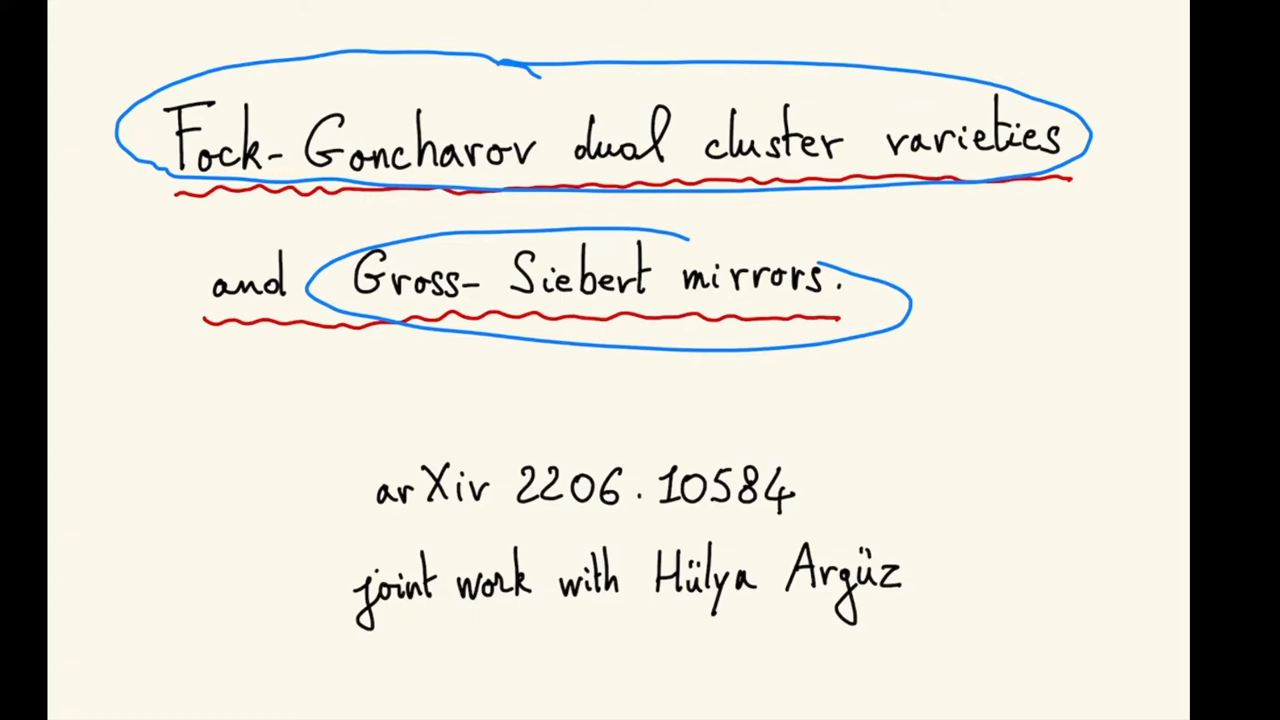 Fock-Goncharov dual cluster varieties
and Gross-Siebert mirrors.
arXiv 2206.10584
joint work with Hülya Argüz